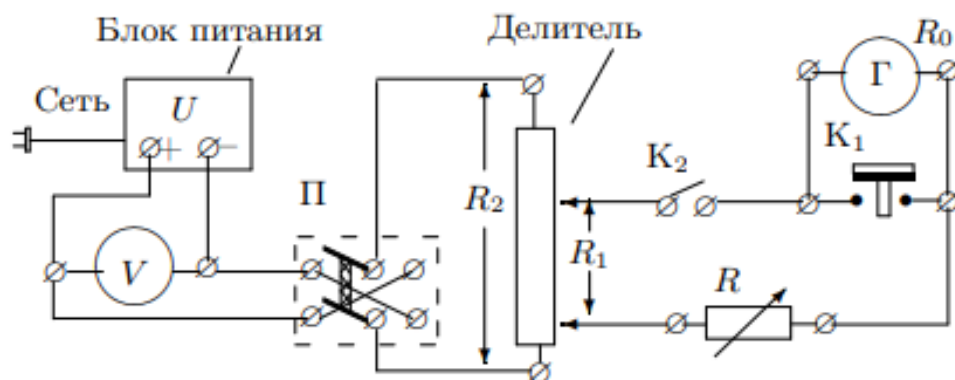 Блок питания
Делитель
R₀
Г
Сеть
U
+ −
K₁
K₂
П
R₂
R₁
V
R